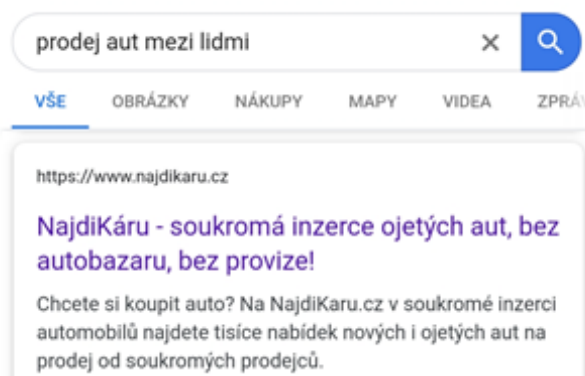 prodej aut mezi lidmi
VŠE OBRÁZKY NÁKUPY MAPY VIDEA
https://www.najdikaru.cz
NajdiKáru - soukromá inzerce ojetých aut, bez
autobazaru, bez provize!
Chcete si koupit auto? Na NajdiKaru.cz v soukromé inzerci
automobilů najdete tisíce nabídek nových i ojetých aut na
prodej od soukromých prodejců.